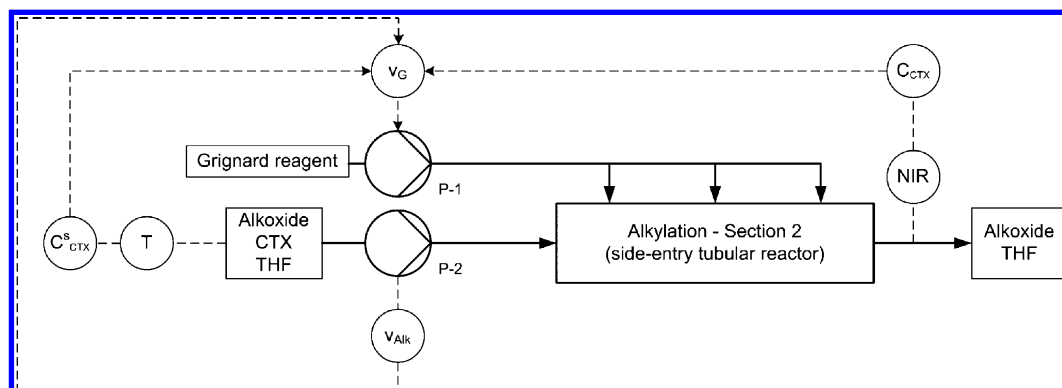 v_G
C_CTX
Grignard reagent
P-1
NIR
C^s_CTX
T
Alkoxide
CTX
THF
P-2
Alkylation - Section 2
(side-entry tubular reactor)
Alkoxide
THF
v_Alk